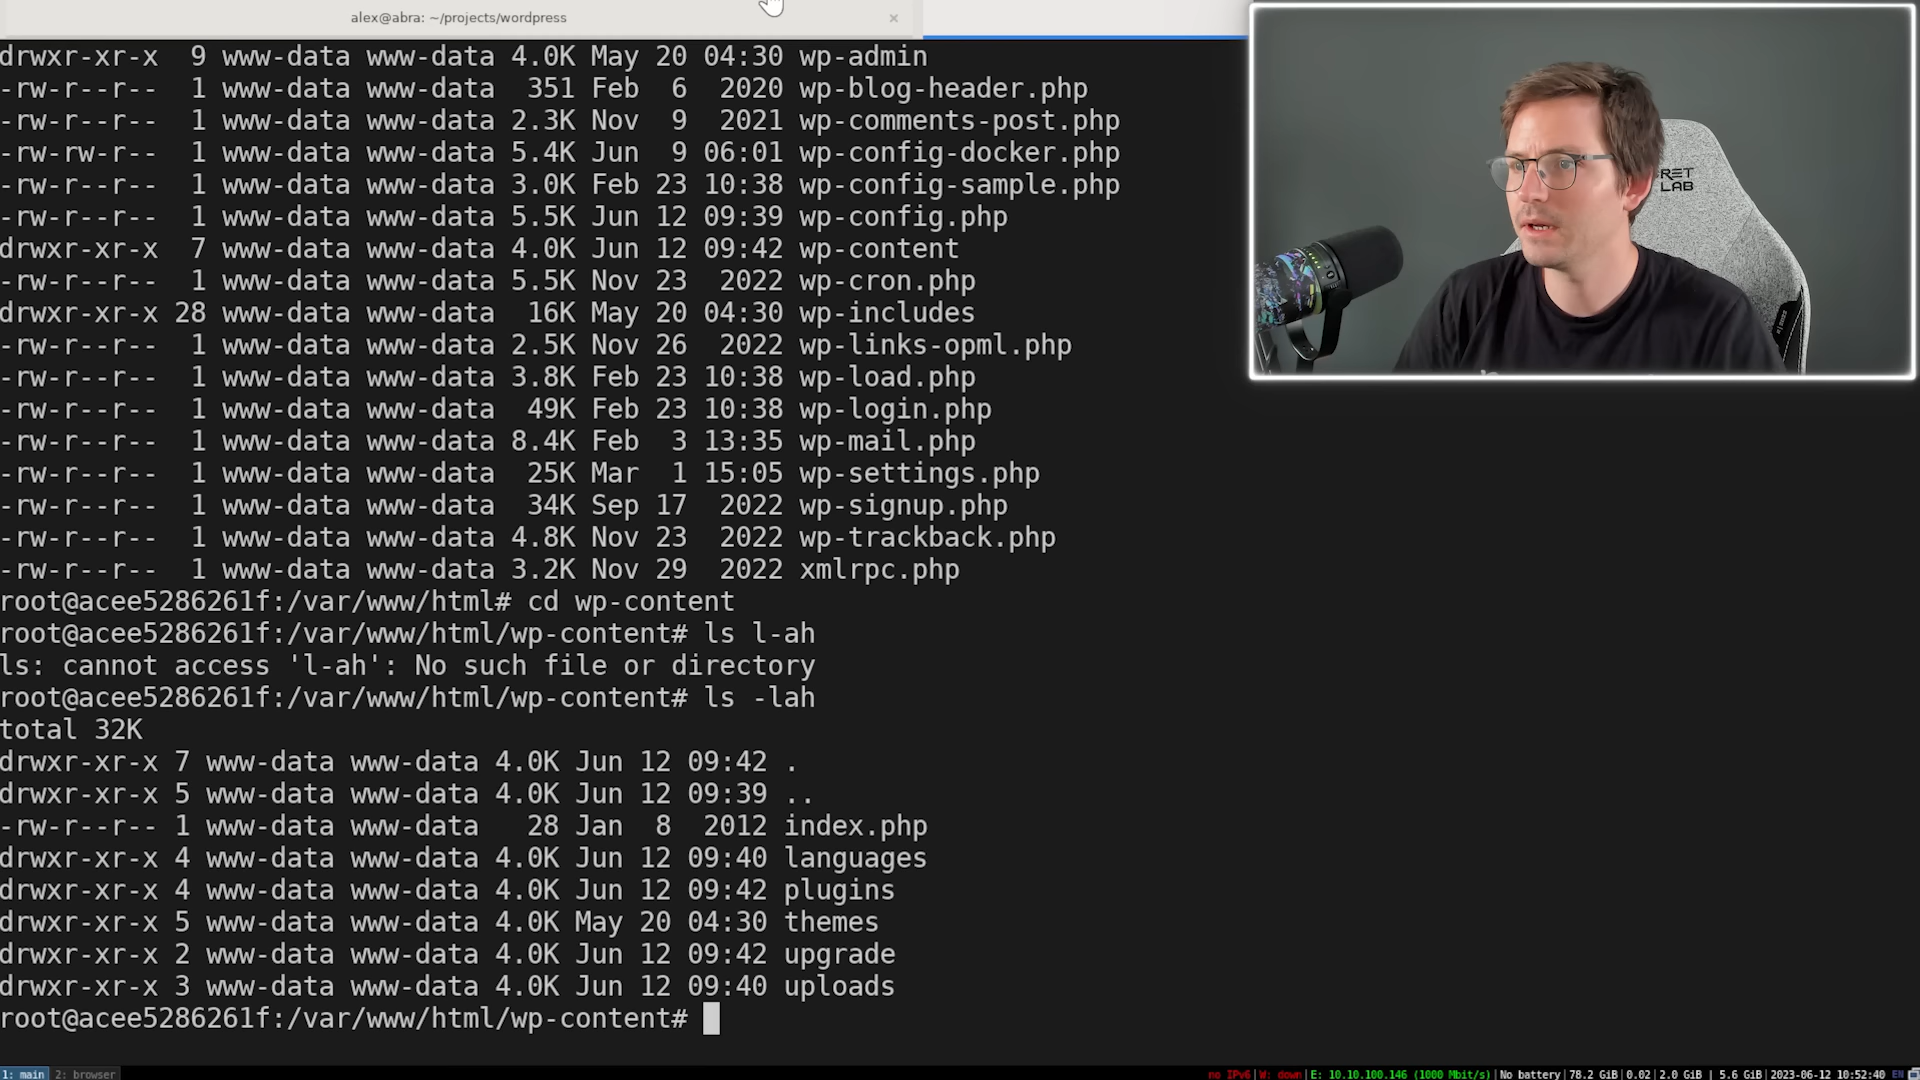 alex@abra: ~/projects/wordpress ×
drwxr-xr-x  9 www-data www-data 4.0K May 20 04:30 wp-admin
-rw-r--r--  1 www-data www-data  351 Feb  6  2020 wp-blog-header.php
-rw-r--r--  1 www-data www-data 2.3K Nov  9  2021 wp-comments-post.php
-rw-rw-r--  1 www-data www-data 5.4K Jun  9 06:01 wp-config-docker.php
-rw-r--r--  1 www-data www-data 3.0K Feb 23 10:38 wp-config-sample.php
-rw-r--r--  1 www-data www-data 5.5K Jun 12 09:39 wp-config.php
drwxr-xr-x  7 www-data www-data 4.0K Jun 12 09:42 wp-content
-rw-r--r--  1 www-data www-data 5.5K Nov 23  2022 wp-cron.php
drwxr-xr-x 28 www-data www-data  16K May 20 04:30 wp-includes
-rw-r--r--  1 www-data www-data 2.5K Nov 26  2022 wp-links-opml.php
-rw-r--r--  1 www-data www-data 3.8K Feb 23 10:38 wp-load.php
-rw-r--r--  1 www-data www-data  49K Feb 23 10:38 wp-login.php
-rw-r--r--  1 www-data www-data 8.4K Feb  3 13:35 wp-mail.php
-rw-r--r--  1 www-data www-data  25K Mar  1 15:05 wp-settings.php
-rw-r--r--  1 www-data www-data  34K Sep 17  2022 wp-signup.php
-rw-r--r--  1 www-data www-data 4.8K Nov 23  2022 wp-trackback.php
-rw-r--r--  1 www-data www-data 3.2K Nov 29  2022 xmlrpc.php
root@acee5286261f:/var/www/html# cd wp-content
root@acee5286261f:/var/www/html/wp-content# ls l-ah
ls: cannot access 'l-ah': No such file or directory
root@acee5286261f:/var/www/html/wp-content# ls -lah
total 32K
drwxr-xr-x 7 www-data www-data 4.0K Jun 12 09:42 .
drwxr-xr-x 5 www-data www-data 4.0K Jun 12 09:39 ..
-rw-r--r-- 1 www-data www-data   28 Jan  8  2012 index.php
drwxr-xr-x 4 www-data www-data 4.0K Jun 12 09:40 languages
drwxr-xr-x 4 www-data www-data 4.0K Jun 12 09:42 plugins
drwxr-xr-x 5 www-data www-data 4.0K May 20 04:30 themes
drwxr-xr-x 2 www-data www-data 4.0K Jun 12 09:42 upgrade
drwxr-xr-x 3 www-data www-data 4.0K Jun 12 09:40 uploads
root@acee5286261f:/var/www/html/wp-content#
RET
LAB
1: main 2: browser
no IPv6|W: down|E: 10.10.100.146 (1000 Mbit/s)|No battery|78.2 GiB|0.02|2.0 GiB | 5.6 GiB|2023-06-12 10:52:40 EN